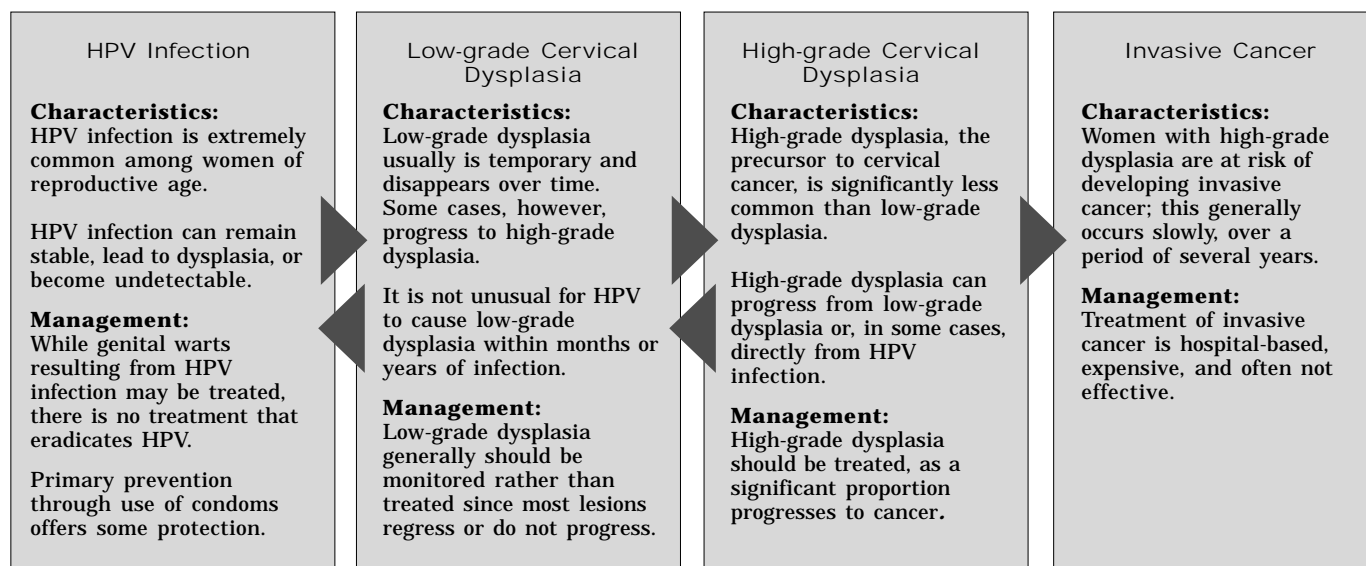 HPV Infection
Characteristics:
HPV infection is extremely
common among women of
reproductive age.
HPV infection can remain
stable, lead to dysplasia, or
become undetectable.
Management:
While genital warts
resulting from HPV
infection may be treated,
there is no treatment that
eradicates HPV.
Primary prevention
through use of condoms
offers some protection.
Low-grade Cervical
Dysplasia
Characteristics:
Low-grade dysplasia
usually is temporary and
disappears over time.
Some cases, however,
progress to high-grade
dysplasia.
It is not unusual for HPV
to cause low-grade
dysplasia within months or
years of infection.
Management:
Low-grade dysplasia
generally should be
monitored rather than
treated since most lesions
regress or do not progress.
High-grade Cervical
Dysplasia
Characteristics:
High-grade dysplasia, the
precursor to cervical
cancer, is significantly less
common than low-grade
dysplasia.
High-grade dysplasia can
progress from low-grade
dysplasia or, in some cases,
directly from HPV
infection.
Management:
High-grade dysplasia
should be treated, as a
significant proportion
progresses to cancer.
Invasive Cancer
Characteristics:
Women with high-grade
dysplasia are at risk of
developing invasive
cancer; this generally
occurs slowly, over a
period of several years.
Management:
Treatment of invasive
cancer is hospital-based,
expensive, and often not
effective.